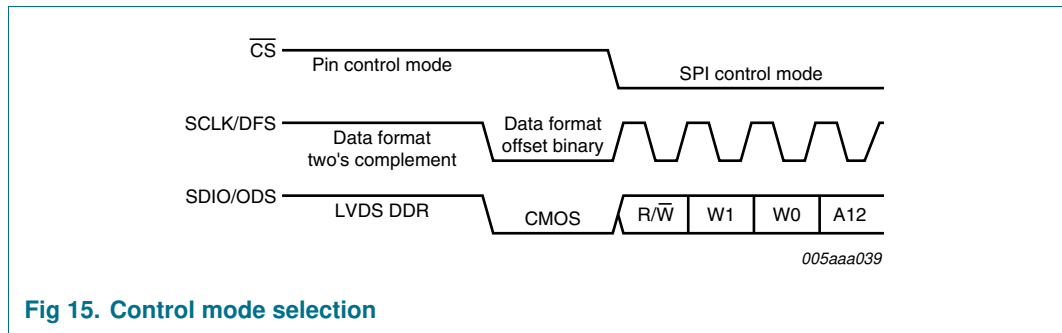 CS
Pin control mode
SPI control mode
SCLK/DFS
Data format
two's complement
Data format
offset binary
SDIO/ODS
LVDS DDR
CMOS
R/W
W1
W0
A12
005aaa039
Fig 15. Control mode selection